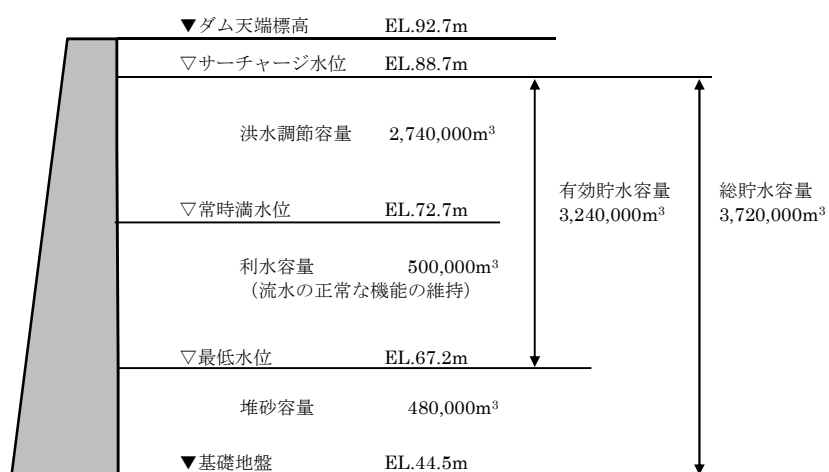 ▼ダム天端標高 EL.92.7m
▽サーチャージ水位 EL.88.7m
洪水調節容量 2,740,000m³
有効貯水容量
3,240,000m³
総貯水容量
3,720,000m³
▽常時満水位 EL.72.7m
利水容量 500,000m³
（流水の正常な機能の維持）
▽最低水位 EL.67.2m
堆砂容量 480,000m³
▼基礎地盤 EL.44.5m